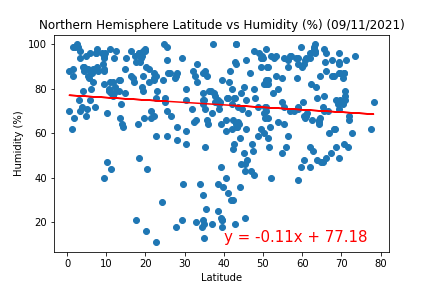 Northern Hemisphere Latitude vs Humidity (%) (09/11/2021)
100
80
60
40
20
Humidity (%)
y = -0.11x + 77.18
0 10 20 30 40 50 60 70 80
Latitude